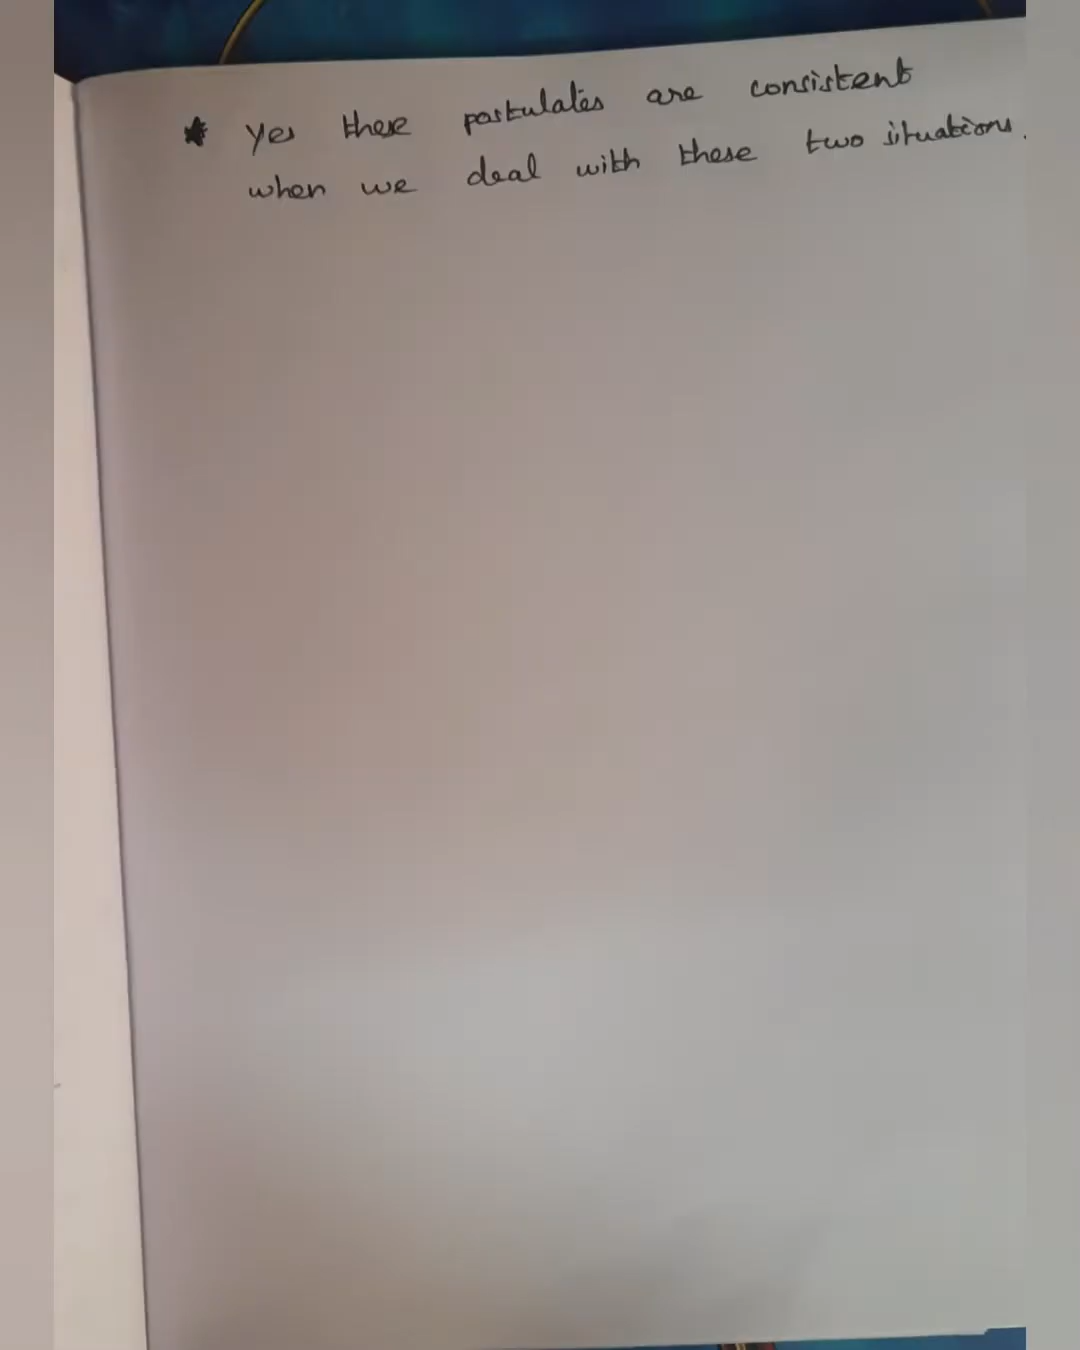 * Yes these postulates are consistent
when we deal with these two situations.